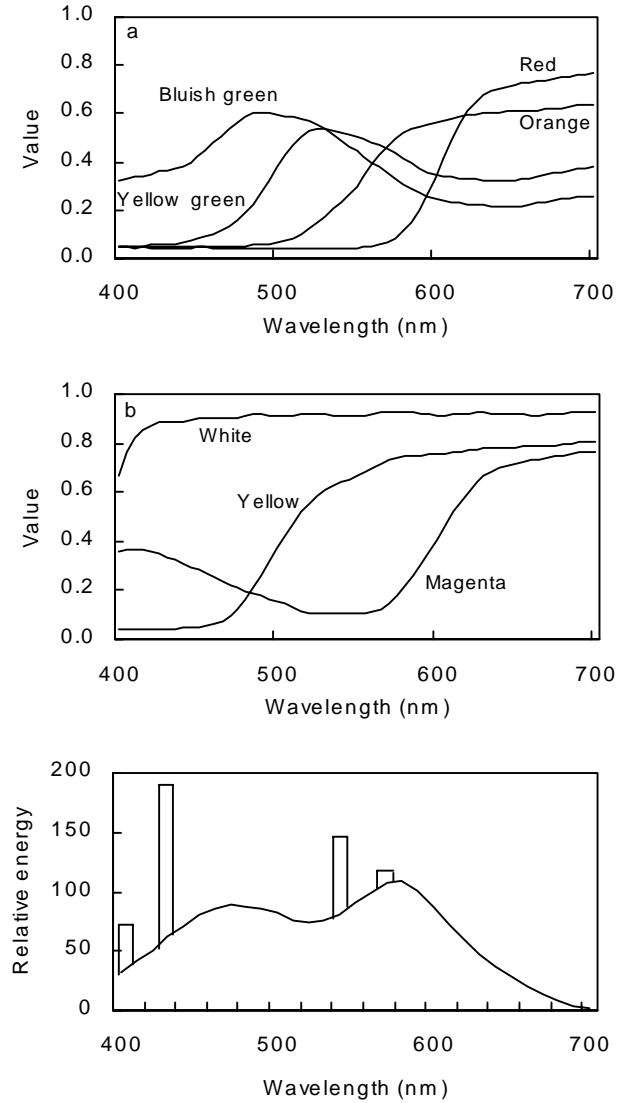 1.0
a
0.8
Red
Bluish green
0.6
Orange
Value
0.4
Yellow green
0.2
0.0
400 500 600 700
Wavelength (nm)
1.0
b
0.8
White
0.6
Yellow
Value
0.4
Magenta
0.2
0.0
400 500 600 700
Wavelength (nm)
200
150
Relative energy
100
50
0
400 500 600 700
Wavelength (nm)